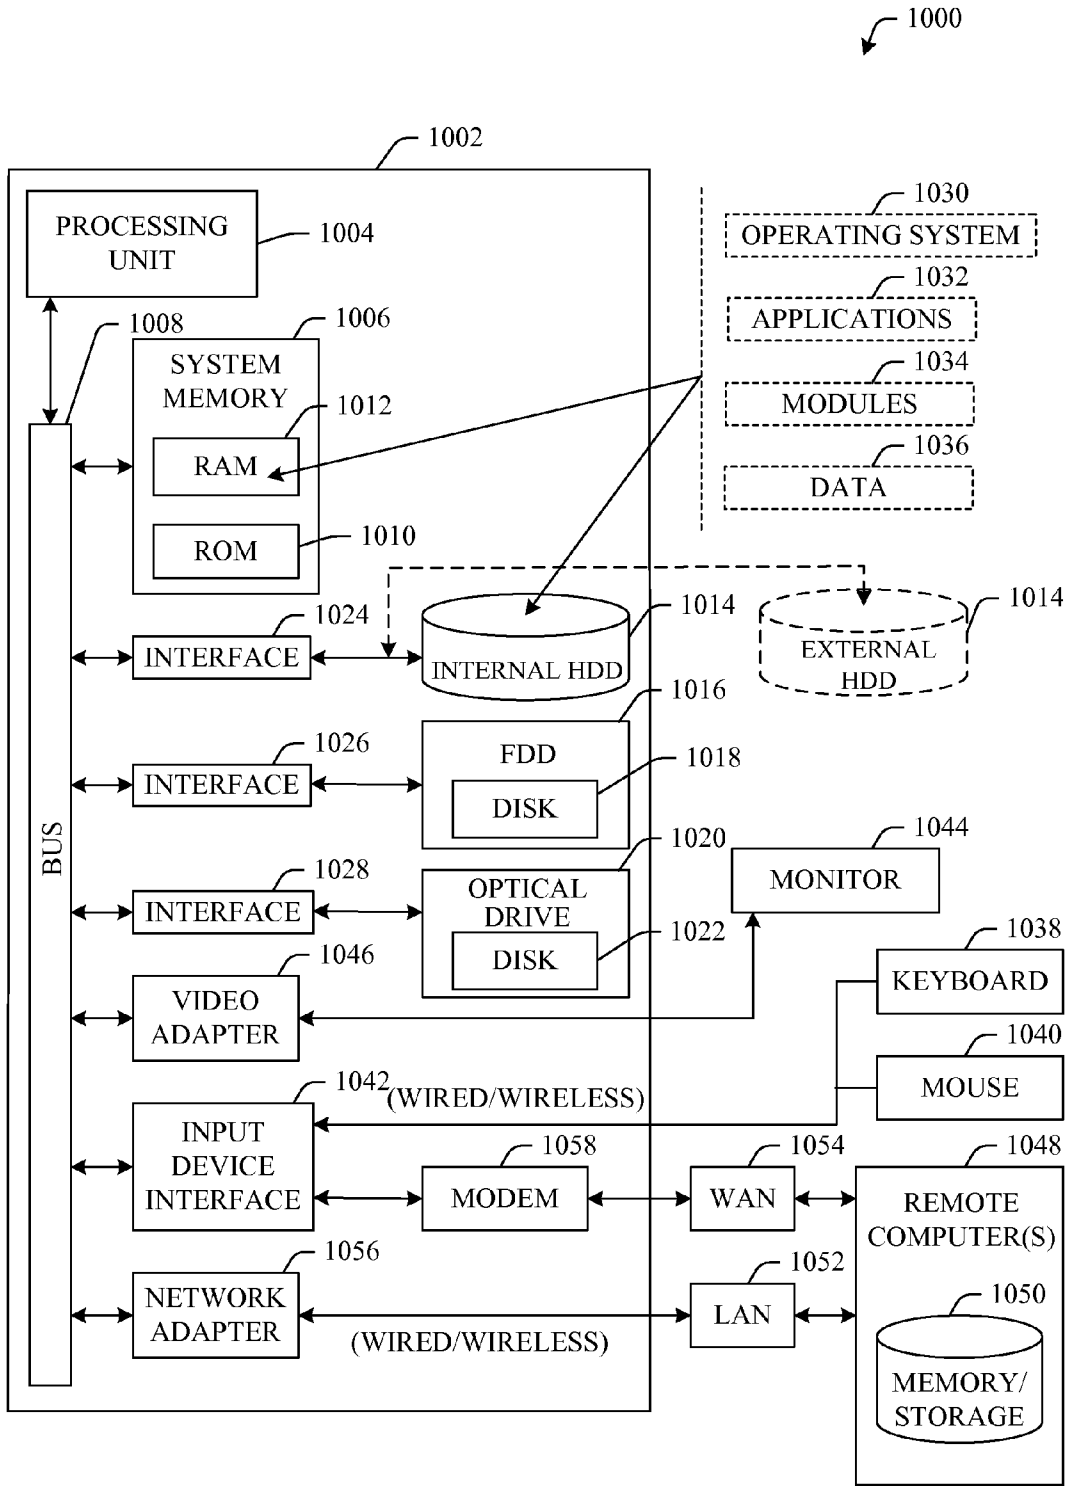 1000
1002
PROCESSING
UNIT
1004
1030
OPERATING SYSTEM
1032
APPLICATIONS
1034
MODULES
1036
DATA
1008
1006
SYSTEM
MEMORY
1012
RAM
ROM
1010
1024
INTERFACE
1014
INTERNAL HDD
1014
EXTERNAL
HDD
1016
FDD
1026
INTERFACE
1018
DISK
BUS
1020
OPTICAL
DRIVE
1028
INTERFACE
1022
DISK
1044
MONITOR
1046
VIDEO
ADAPTER
1038
KEYBOARD
1040
MOUSE
1042
(WIRED/WIRELESS)
INPUT
DEVICE
INTERFACE
1058
MODEM
1054
WAN
1048
REMOTE
COMPUTER(S)
1056
NETWORK
ADAPTER
(WIRED/WIRELESS)
1052
LAN
1050
MEMORY/
STORAGE